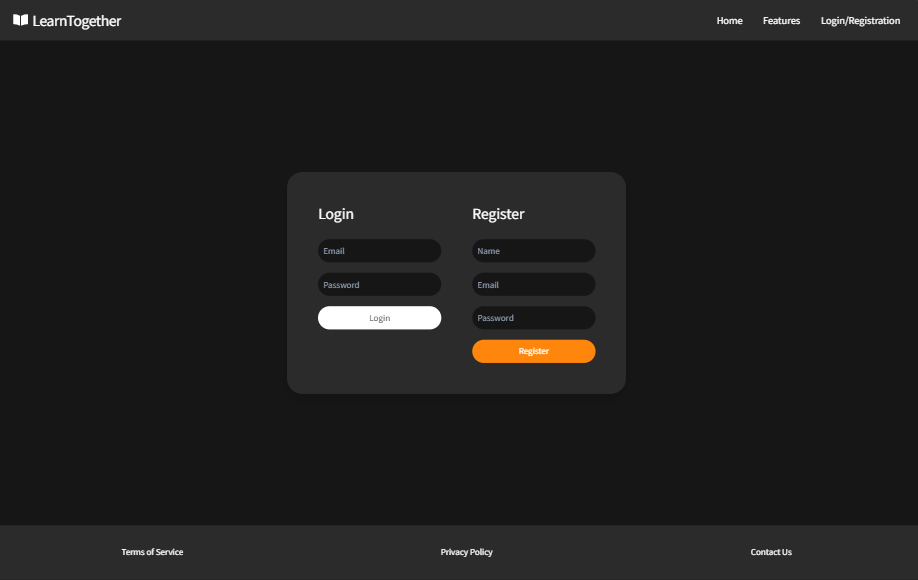 LearnTogether
Home Features Login/Registration
Login
Email
Password
Login
Register
Name
Email
Password
Register
Terms of Service Privacy Policy Contact Us